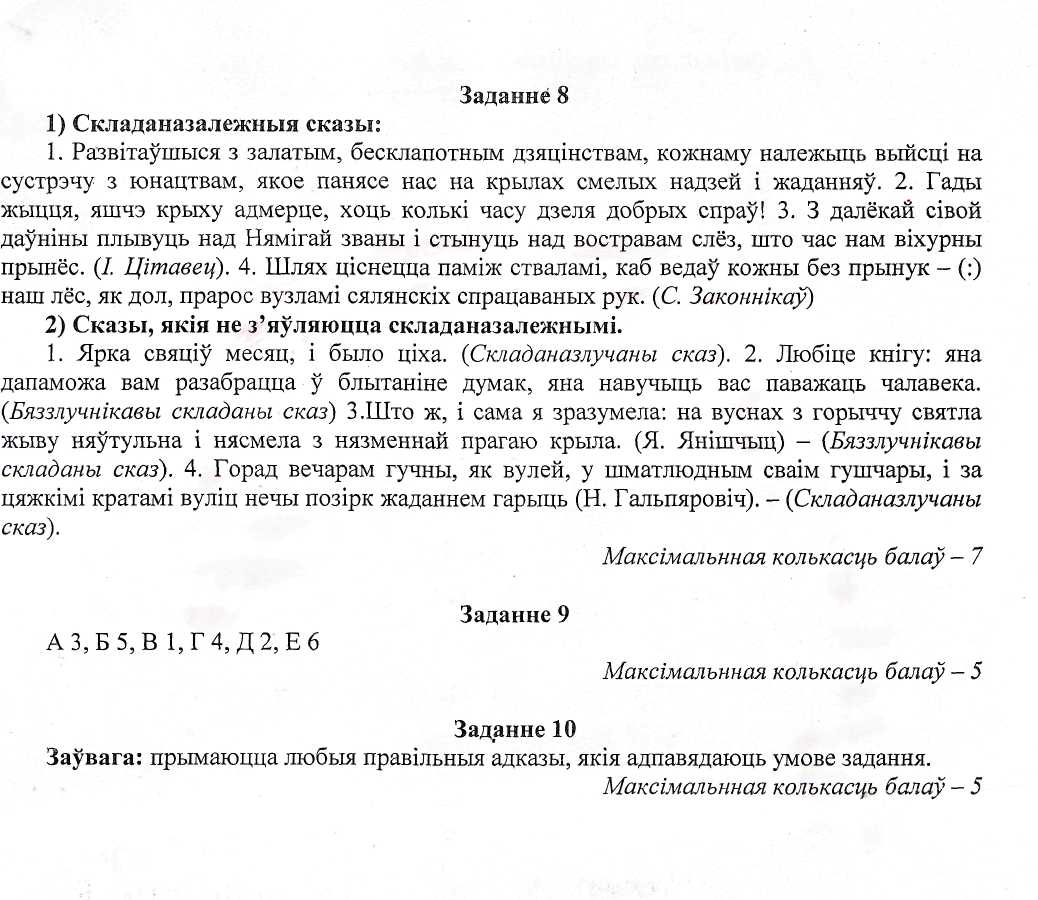 Заданне 8
1) Складаназалежныя сказы:
1. Развітаўшыся з залатым, бесклапотным дзяцінствам, кожнаму належыць выйсці на
сустрэчу з юнацтвам, якое панясе нас на крылах смелых надзей і жаданняў. 2. Гады
жыцця, яшчэ крыху адмерце, хоць колькі часу дзеля добрых спраў! 3. З далёкай сівой
даўніны плывуць над Нямігай званы і стынуць над востравам слёз, што час нам віхурны
прынёс. (І. Цітавец). 4. Шлях ціснецца паміж стваламі, каб ведаў кожны без прынук – (:)
наш лёс, як дол, прарос вузламі сялянскіх спрацаваных рук. (С. Законнікаў)
2) Сказы, якія не з’яўляюцца складаназалежнымі.
1. Ярка свяціў месяц, і было ціха. (Складаназлучаны сказ). 2. Любіце кнігу: яна
дапаможа вам разабрацца ў блытаніне думак, яна навучыць вас паважаць чалавека.
(Бяззлучнікавы складаны сказ) 3.Што ж, і сама я зразумела: на вуснах з горыччу святла
жыву няўтульна і нясмела з нязменнай прагаю крыла. (Я. Янішчыц) – (Бяззлучнікавы
складаны сказ). 4. Горад вечарам гучны, як вулей, у шматлюдным сваім гушчары, і за
цяжкімі кратамі вуліц нечы позірк жаданнем гарыць (Н. Гальпяровіч). – (Складаназлучаны
сказ).
Максімальнная колькасць балаў – 7
Заданне 9
А 3, Б 5, В 1, Г 4, Д 2, Е 6
Максімальнная колькасць балаў – 5
Заданне 10
Заўвага: прымаюцца любыя правільныя адказы, якія адпавядаюць умове задання.
Максімальнная колькасць балаў – 5